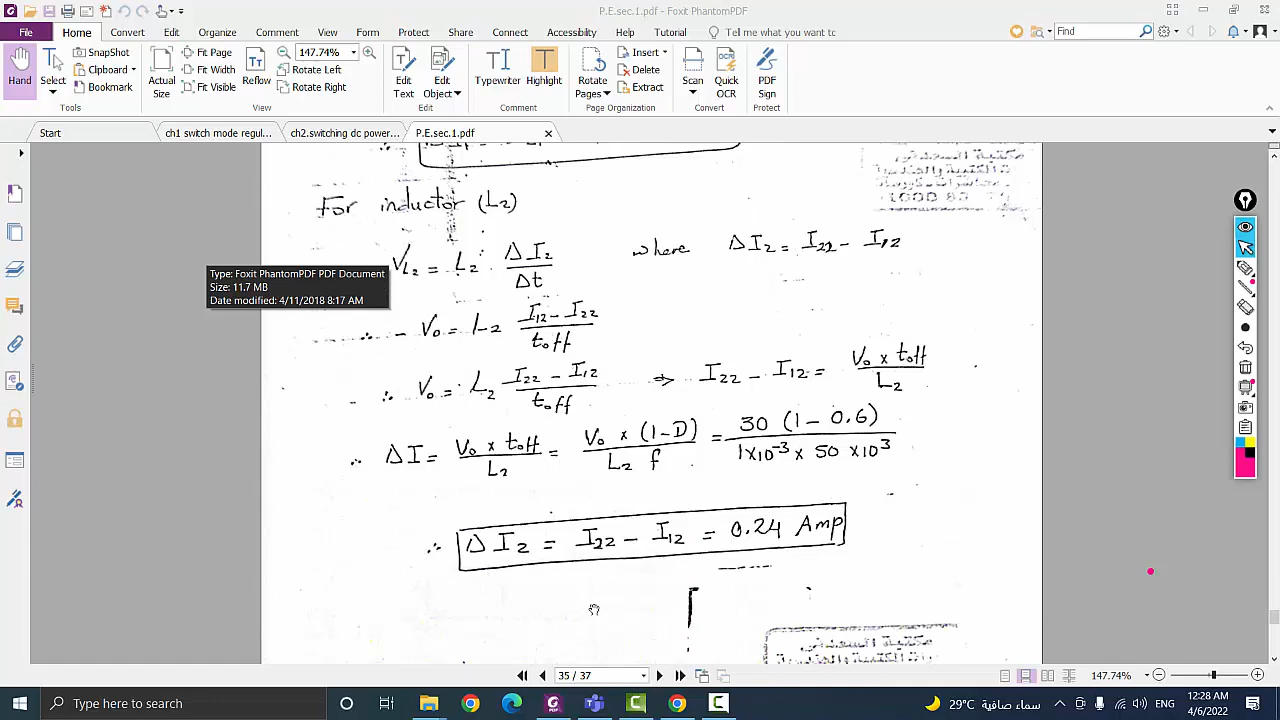 P.E.sec.1.pdf - Foxit PhantomPDF
File Home Convert Edit Organize Comment View Form Protect Share Connect Accessibility Help Tutorial Tell me what you want to do Find
Hand
Select
SnapShot
Clipboard
Bookmark
Tools
Actual Size
Fit Page
Fit Width
Fit Visible
Reflow
147.74%
Rotate Left
Rotate Right
View
Edit Text
Edit Object
Edit
Typewriter
Highlight
Comment
Rotate Pages
Insert
Delete
Extract
Page Organization
Scan
Quick OCR
Convert
PDF Sign
Protect
Start ch1 switch mode regul... ch2.switching dc power... P.E.sec.1.pdf
For inductor (L2)
VL2 = L2 · ΔI2/Δt where ΔI2 = I22 - I12
Type: Foxit PhantomPDF PDF Document
Size: 11.7 MB
Date modified: 4/11/2018 8:17 AM
∴ - Vo = L2 (I12 - I22)/toff
∴ Vo = L2 (I22 - I12)/toff ⇒ I22 - I12 = (Vo x toff)/L2
∴ ΔI = (Vo x toff)/L2 = (Vo x (1-D))/(L2 f) = 30 (1 - 0.6)/(1x10^-3 x 50 x10^3)
∴ ΔI2 = I22 - I12 = 0.24 Amp
35 / 37 147.74%
Type here to search
29°C سماء صافية ENG 12:28 AM
4/6/2022